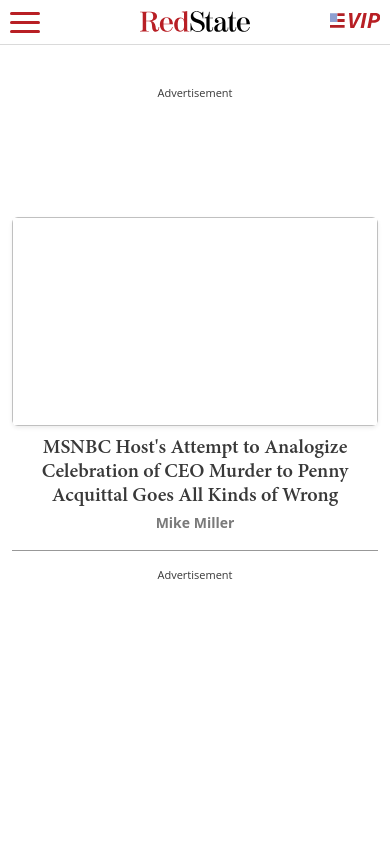 RedState
VIP
Advertisement
MSNBC Host's Attempt to Analogize
Celebration of CEO Murder to Penny
Acquittal Goes All Kinds of Wrong
Mike Miller
Advertisement